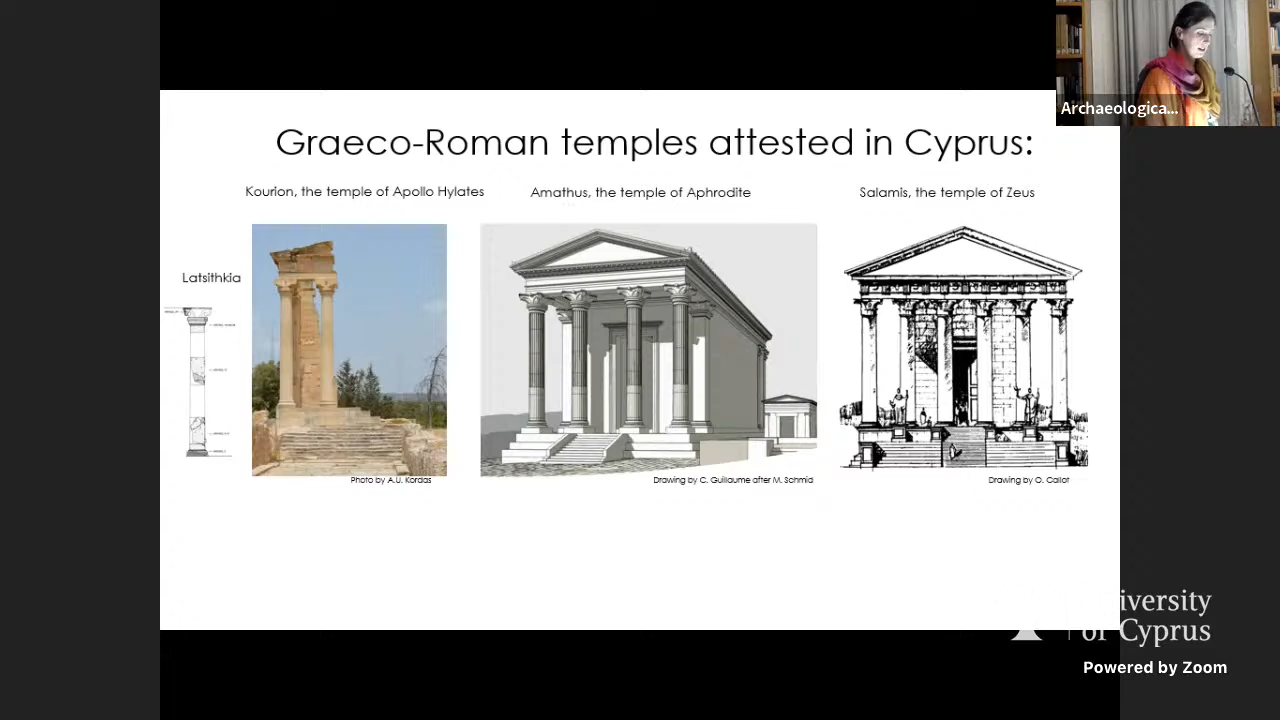 Archaeologica...
Graeco-Roman temples attested in Cyprus:
Kourion, the temple of Apollo Hylates
Amathus, the temple of Aphrodite
Salamis, the temple of Zeus
Latsithkia
Photo by A.U. Kordas
Drawing by C. Guillaume after M. Schmid
Drawing by O. Callot
iversity
of Cyprus
Powered by Zoom